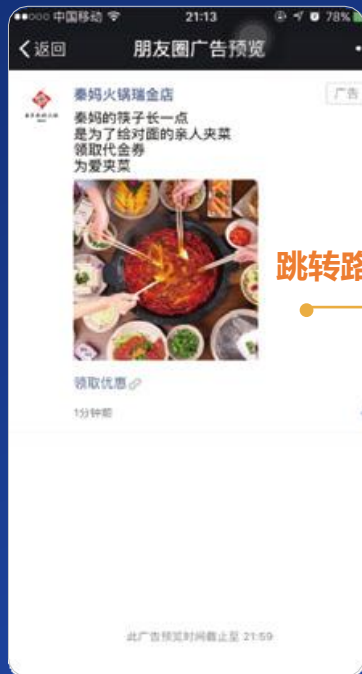 中国移动 21:13 78%
返回 朋友圈广告预览
秦妈火锅瑞金店 广告
秦妈的筷子长一点
是为了给对面的亲人夹菜
领取代金券
为爱夹菜
跳转路
领取优惠
1分钟前
此广告预览时间截止至 21:59